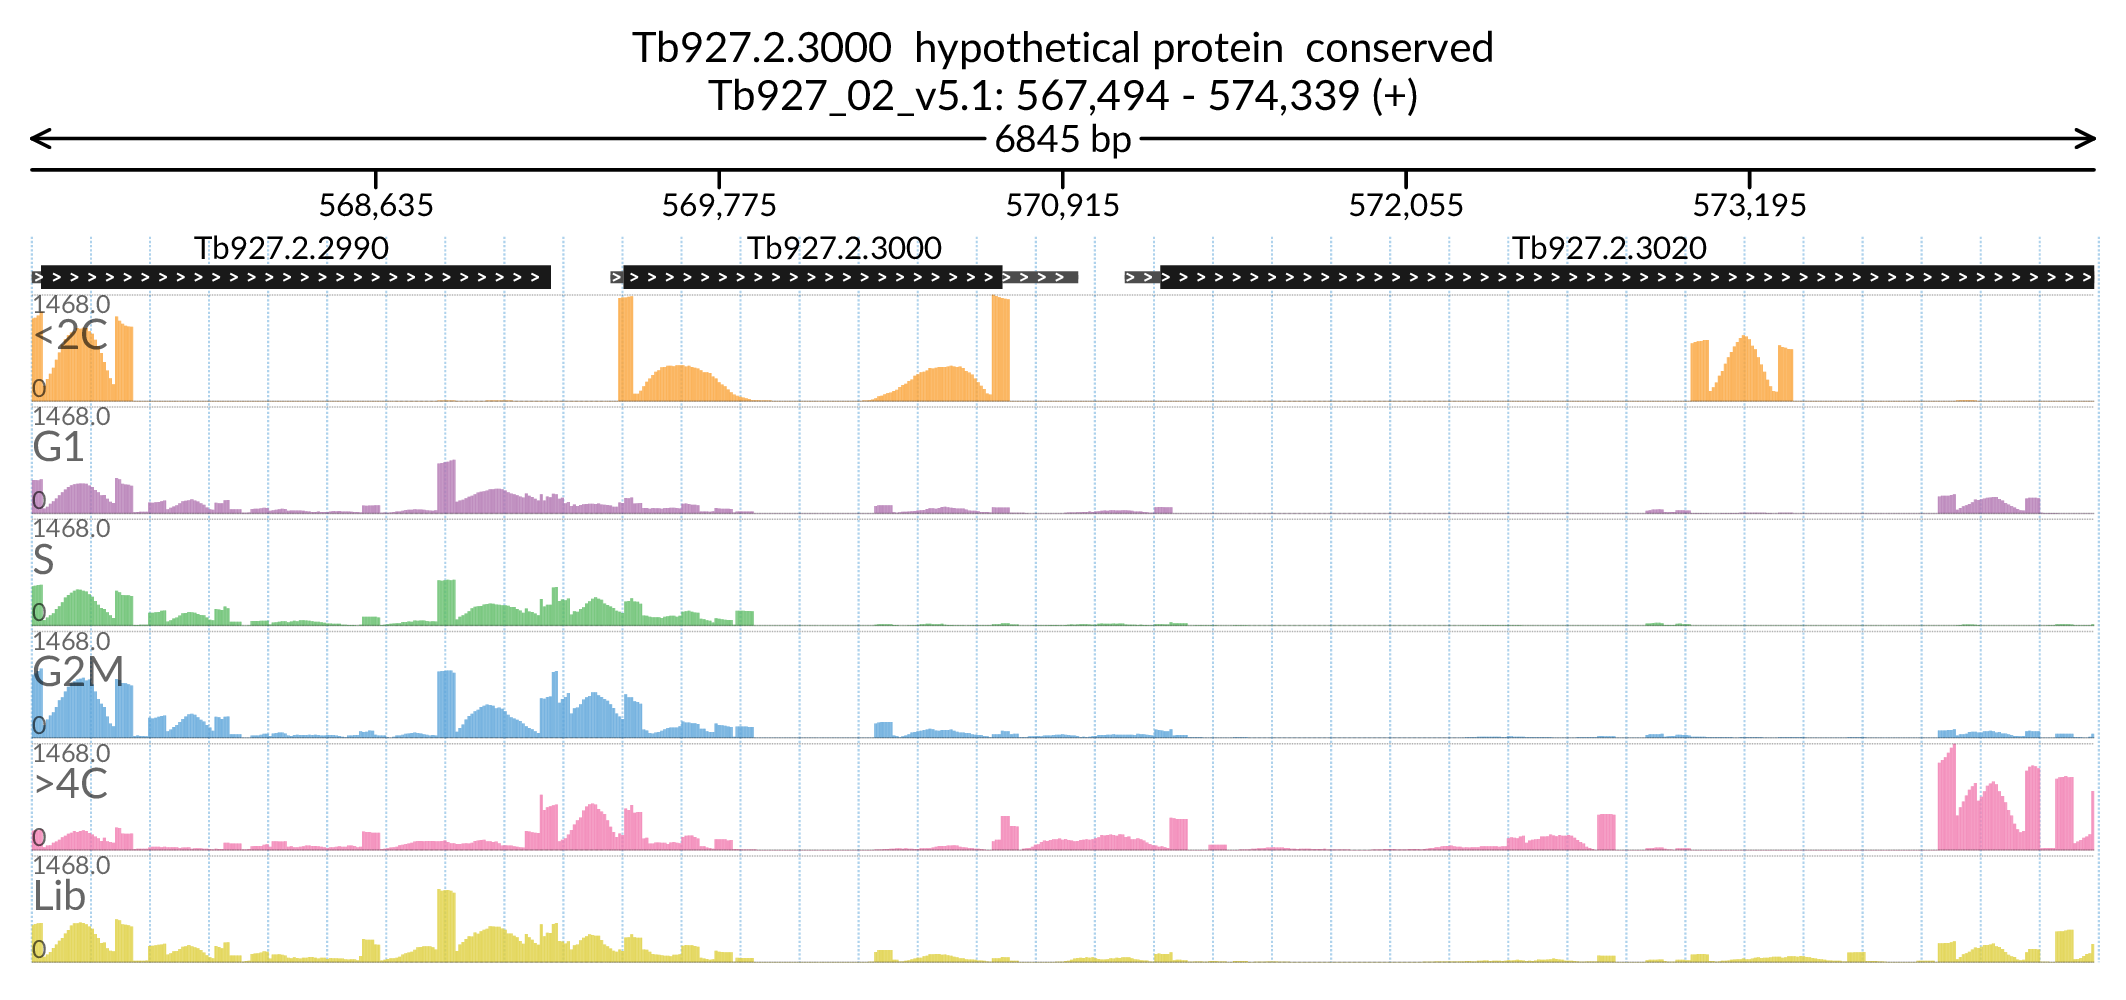 Tb927.2.3000  hypothetical protein  conserved
Tb927_02_v5.1: 567,494 - 574,339 (+)
6845 bp
568,635 569,775 570,915 572,055 573,195
Tb927.2.2990 Tb927.2.3000 Tb927.2.3020
1468.0
<2C
0
1468.0
G1
0
1468.0
S
0
1468.0
G2M
0
1468.0
>4C
0
1468.0
Lib
0